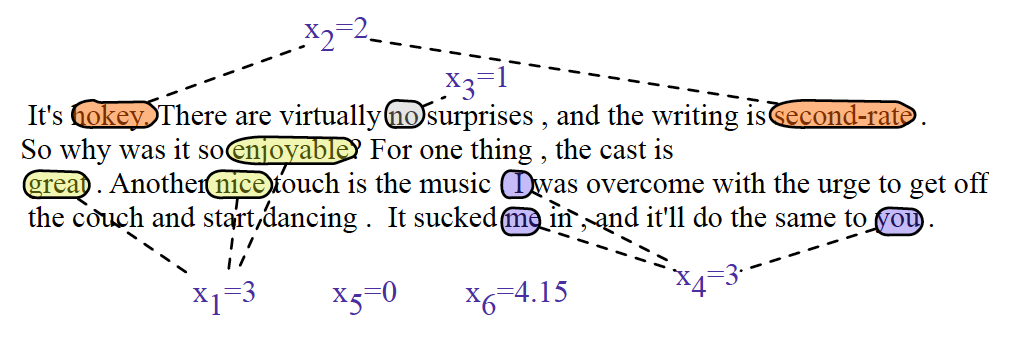 x2=2
x3=1
It's hokey. There are virtually no surprises , and the writing is second-rate .
So why was it so enjoyable? For one thing , the cast is
great . Another nice touch is the music I was overcome with the urge to get off
the couch and start dancing . It sucked me in , and it'll do the same to you .
x1=3 x5=0 x6=4.15 x4=3